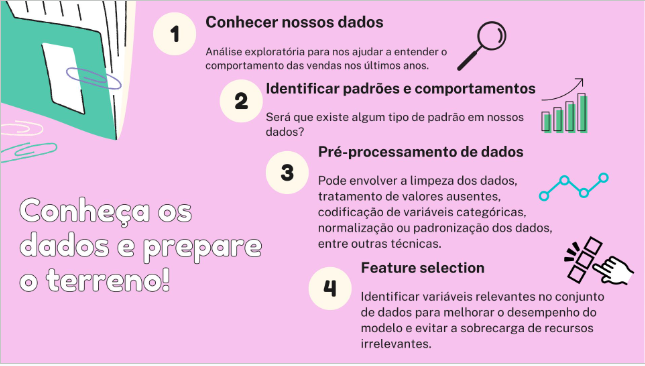 1
Conhecer nossos dados
Análise exploratória para nos ajudar a entender o
comportamento das vendas nos últimos anos.
2
Identificar padrões e comportamentos
Será que existe algum tipo de padrão em nossos
dados?
3
Pré-processamento de dados
Pode envolver a limpeza dos dados,
tratamento de valores ausentes,
codificação de variáveis categóricas,
normalização ou padronização dos dados,
entre outras técnicas.
Conheça os
dados e prepare
o terreno!
4
Feature selection
Identificar variáveis relevantes no conjunto
de dados para melhorar o desempenho do
modelo e evitar a sobrecarga de recursos
irrelevantes.